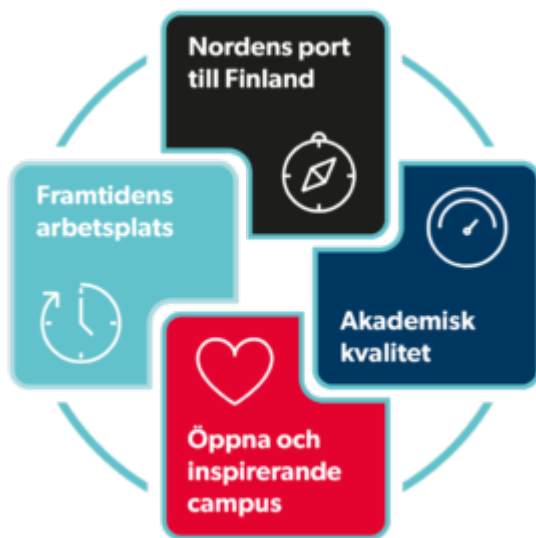 Nordens port
till Finland
Framtidens
arbetsplats
Akademisk
kvalitet
Öppna och
inspirerande
campus